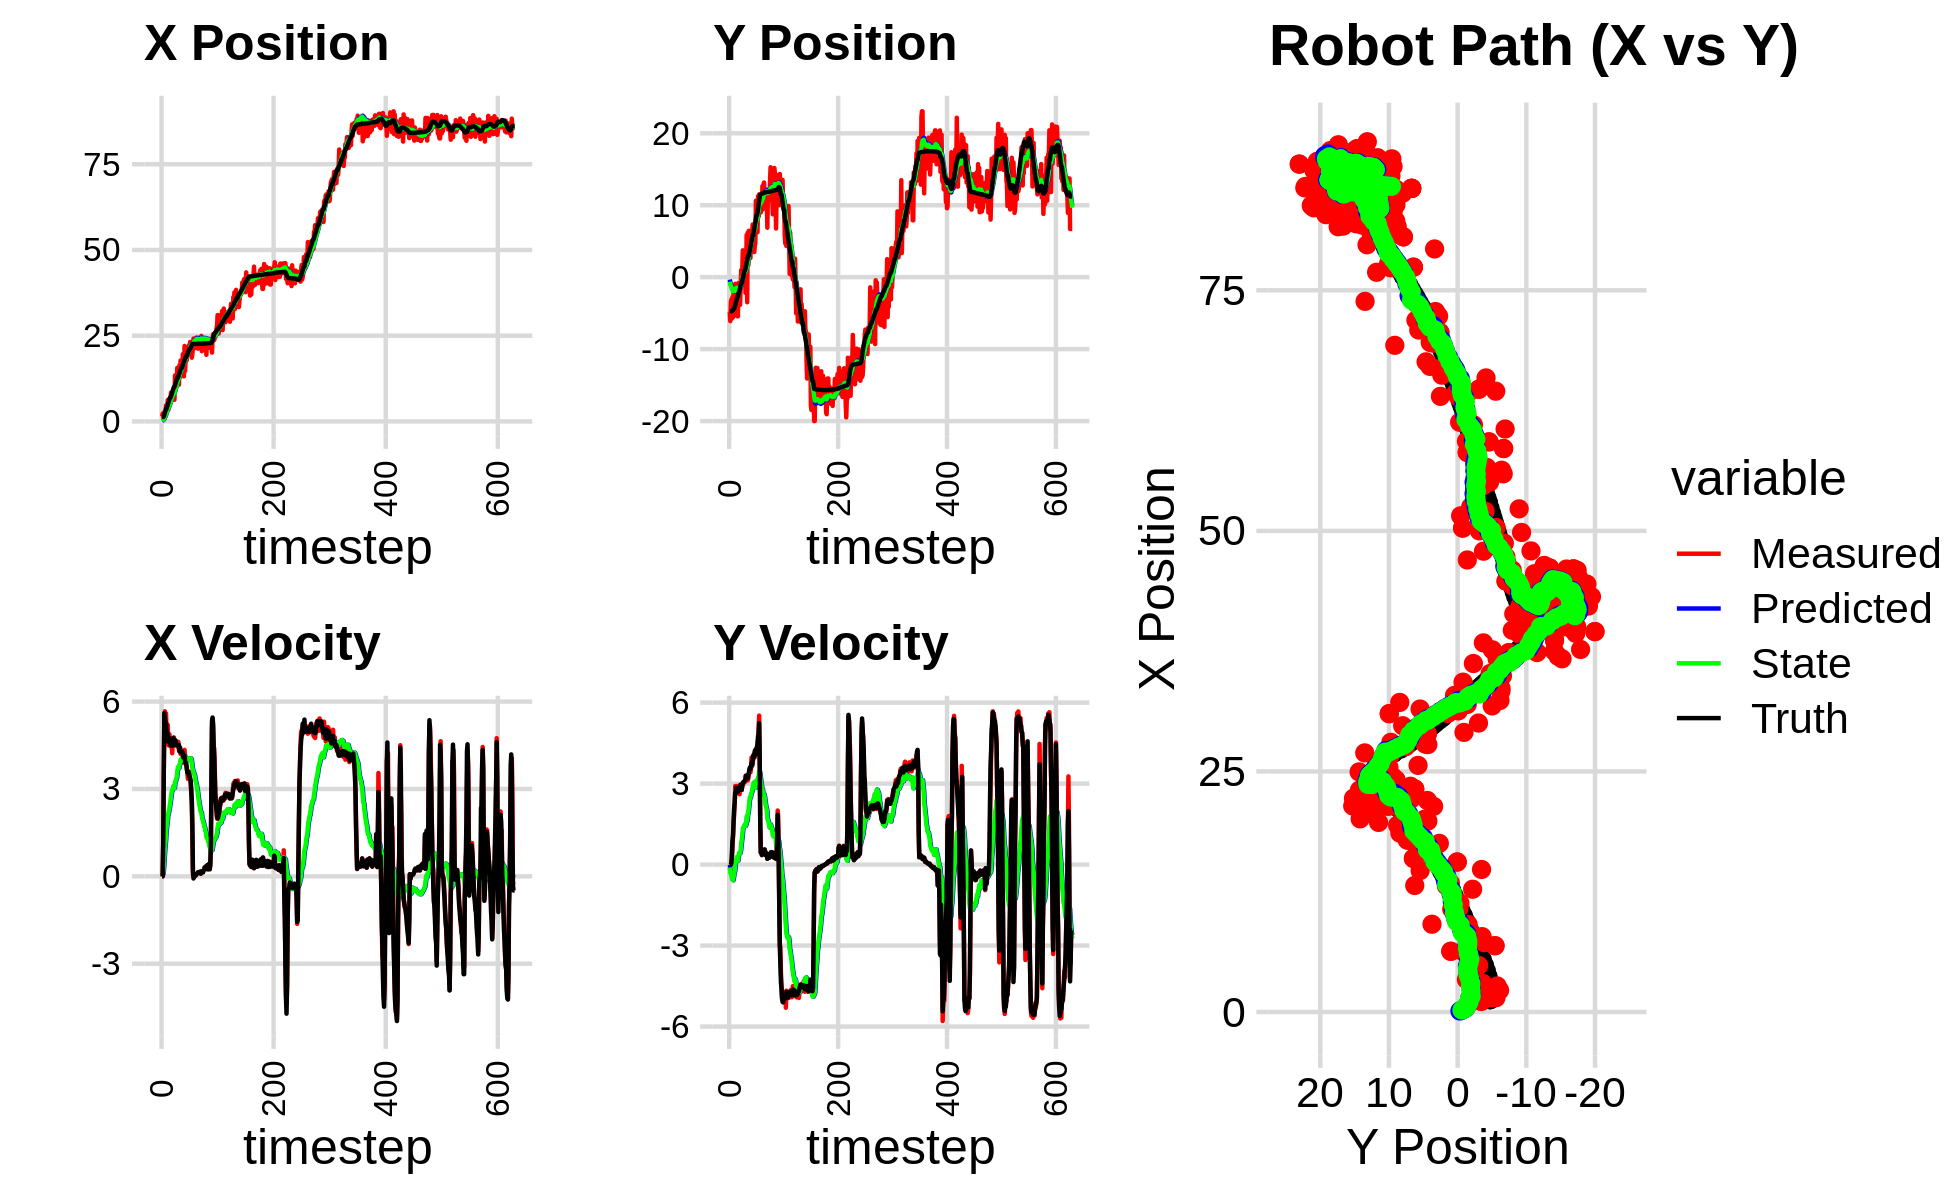 X Position
75
50
25
0
0
200
400
600
timestep
Y Position
20
10
0
-10
-20
0
200
400
600
timestep
X Velocity
6
3
0
-3
0
200
400
600
timestep
Y Velocity
6
3
0
-3
-6
0
200
400
600
timestep
Robot Path (X vs Y)
X Position
75
50
25
0
20 10 0 -10 -20
Y Position
variable
Measured
Predicted
State
Truth